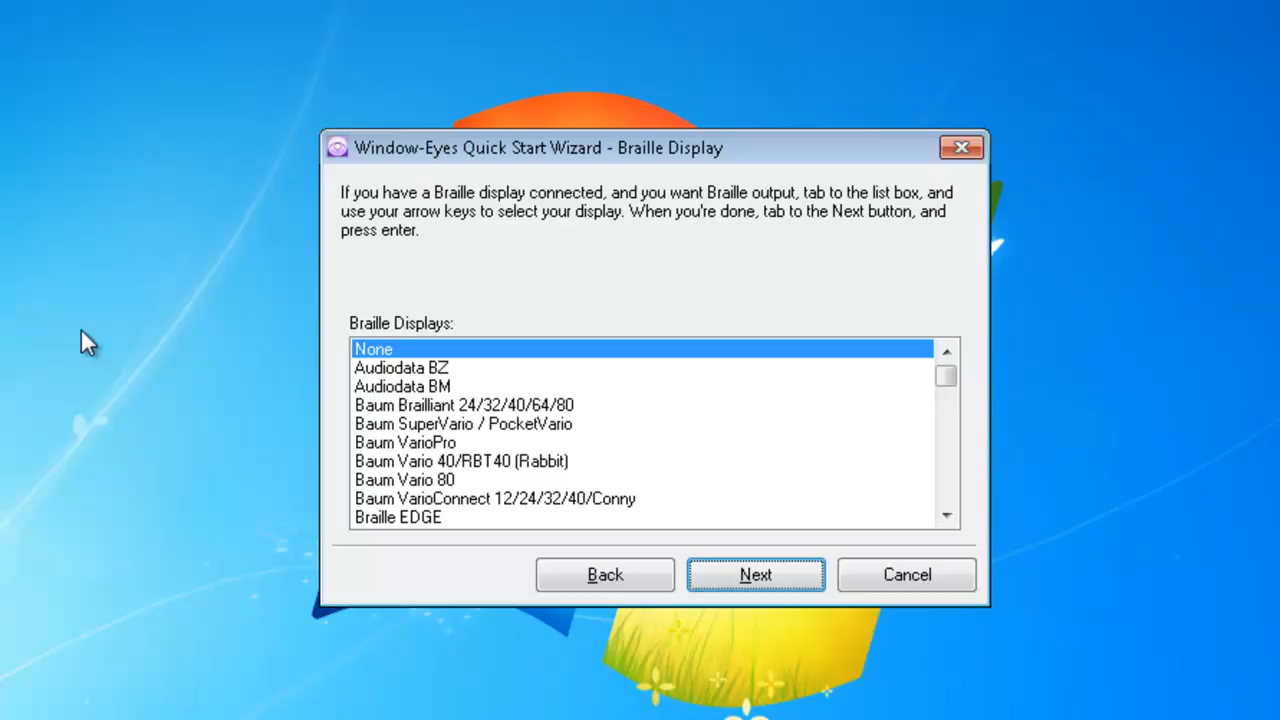 Window-Eyes Quick Start Wizard - Braille Display
If you have a Braille display connected, and you want Braille output, tab to the list box, and
use your arrow keys to select your display. When you're done, tab to the Next button, and
press enter.
Braille Displays:
None
Audiodata BZ
Audiodata BM
Baum Brailliant 24/32/40/64/80
Baum SuperVario / PocketVario
Baum VarioPro
Baum Vario 40/RBT40 (Rabbit)
Baum Vario 80
Baum VarioConnect 12/24/32/40/Conny
Braille EDGE
Back
Next
Cancel